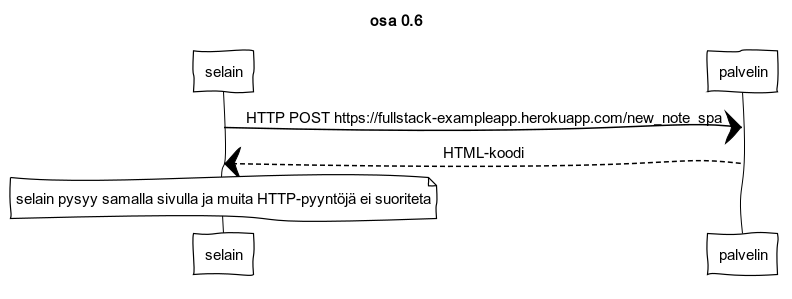 osa 0.6
selain
palvelin
HTTP POST https://fullstack-exampleapp.herokuapp.com/new_note_spa
HTML-koodi
selain pysyy samalla sivulla ja muita HTTP-pyyntöjä ei suoriteta
selain
palvelin